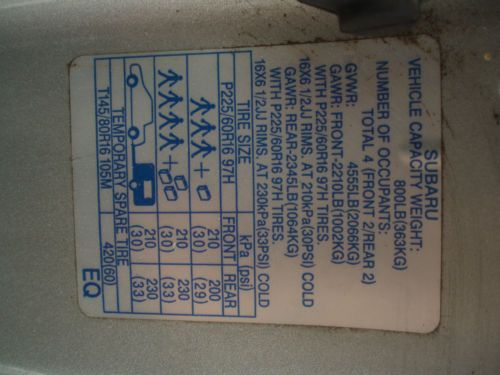 SUBARU
VEHICLE CAPACITY WEIGHT:
800LB(363KG)
NUMBER OF OCCUPANTS:
TOTAL 4 (FRONT 2/REAR 2)
GVWR: 4555LB(2066KG)
GAWR: FRONT-2210LB(1002KG)
WITH P225/60R16 97H TIRES.
16X6 1/2JJ RIMS. AT 210kPa(30PSI) COLD
GAWR: REAR-2345LB(1064KG)
WITH P225/60R16 97H TIRES.
16X6 1/2JJ RIMS. AT 230kPa(33PSI) COLD
TIRE SIZE kPa (psi)
P225/60R16 97H FRONT REAR
+ 210 200
(30) (29)
+ 210 230
(30) (33)
210 230
(30) (33)
TEMPORARY SPARE TIRE 420(60)
T145/80R16 105M
EQ